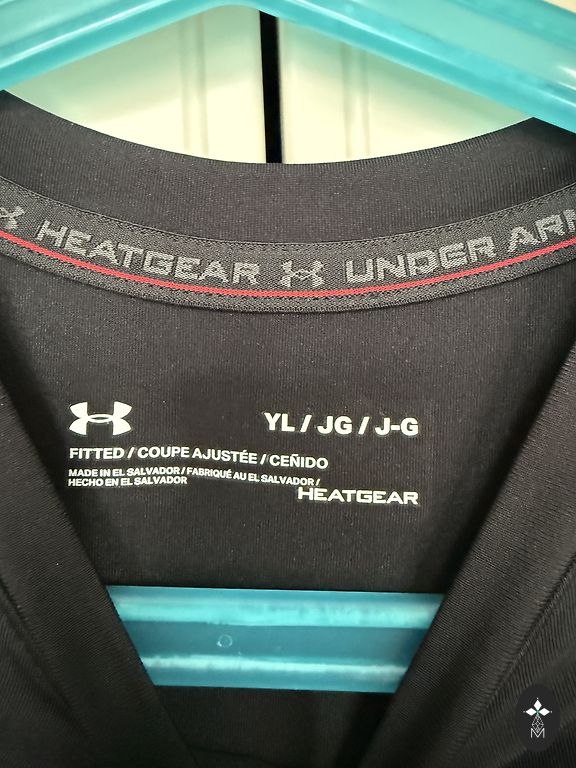 HEATGEAR UNDER ARM
YL / JG / J-G
FITTED / COUPE AJUSTÉE / CEÑIDO
MADE IN EL SALVADOR / FABRIQUÉ AU EL SALVADOR /
HECHO EN EL SALVADOR
HEATGEAR
M